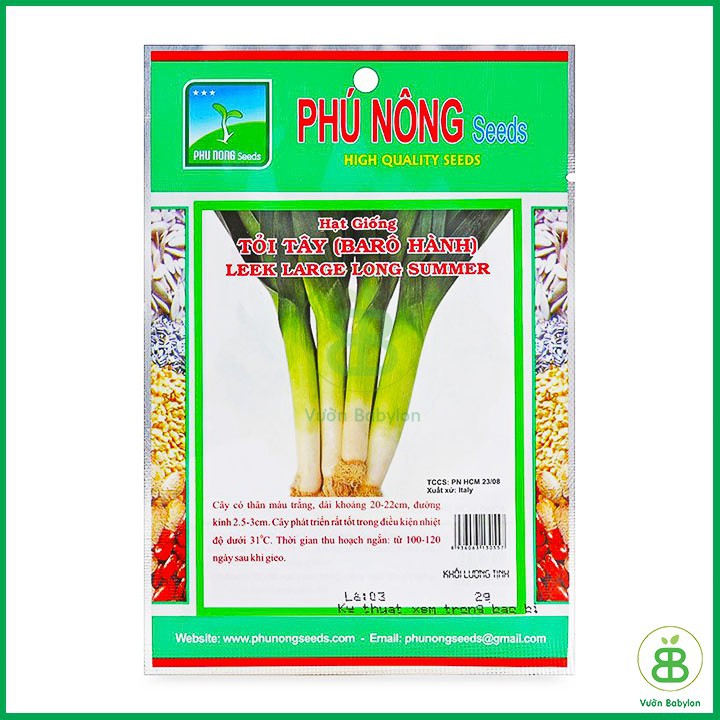 PHU NONG Seeds
PHÚ NÔNG Seeds
HIGH QUALITY SEEDS
Hạt Giống
TỎI TÂY (BARÔ HÀNH)
LEEK LARGE LONG SUMMER
Vườn Babylon
TCCS: PN HCM 23/08
Xuất xứ: Italy
Cây có thân màu trắng, dài khoảng 20-22cm, đường
kính 2.5-3cm. Cây phát triển rất tốt trong điều kiện nhiệt
độ dưới 31°C. Thời gian thu hoạch ngắn: từ 100-120
ngày sau khi gieo.
8 936063 130557
KHỐI LƯỢNG TỊNH
Lô:03 2g
Kỹ thuật xem trong bao bì
Website: www.phunongseeds.com - Email: phunongseeds@gmail.com
Vườn Babylon